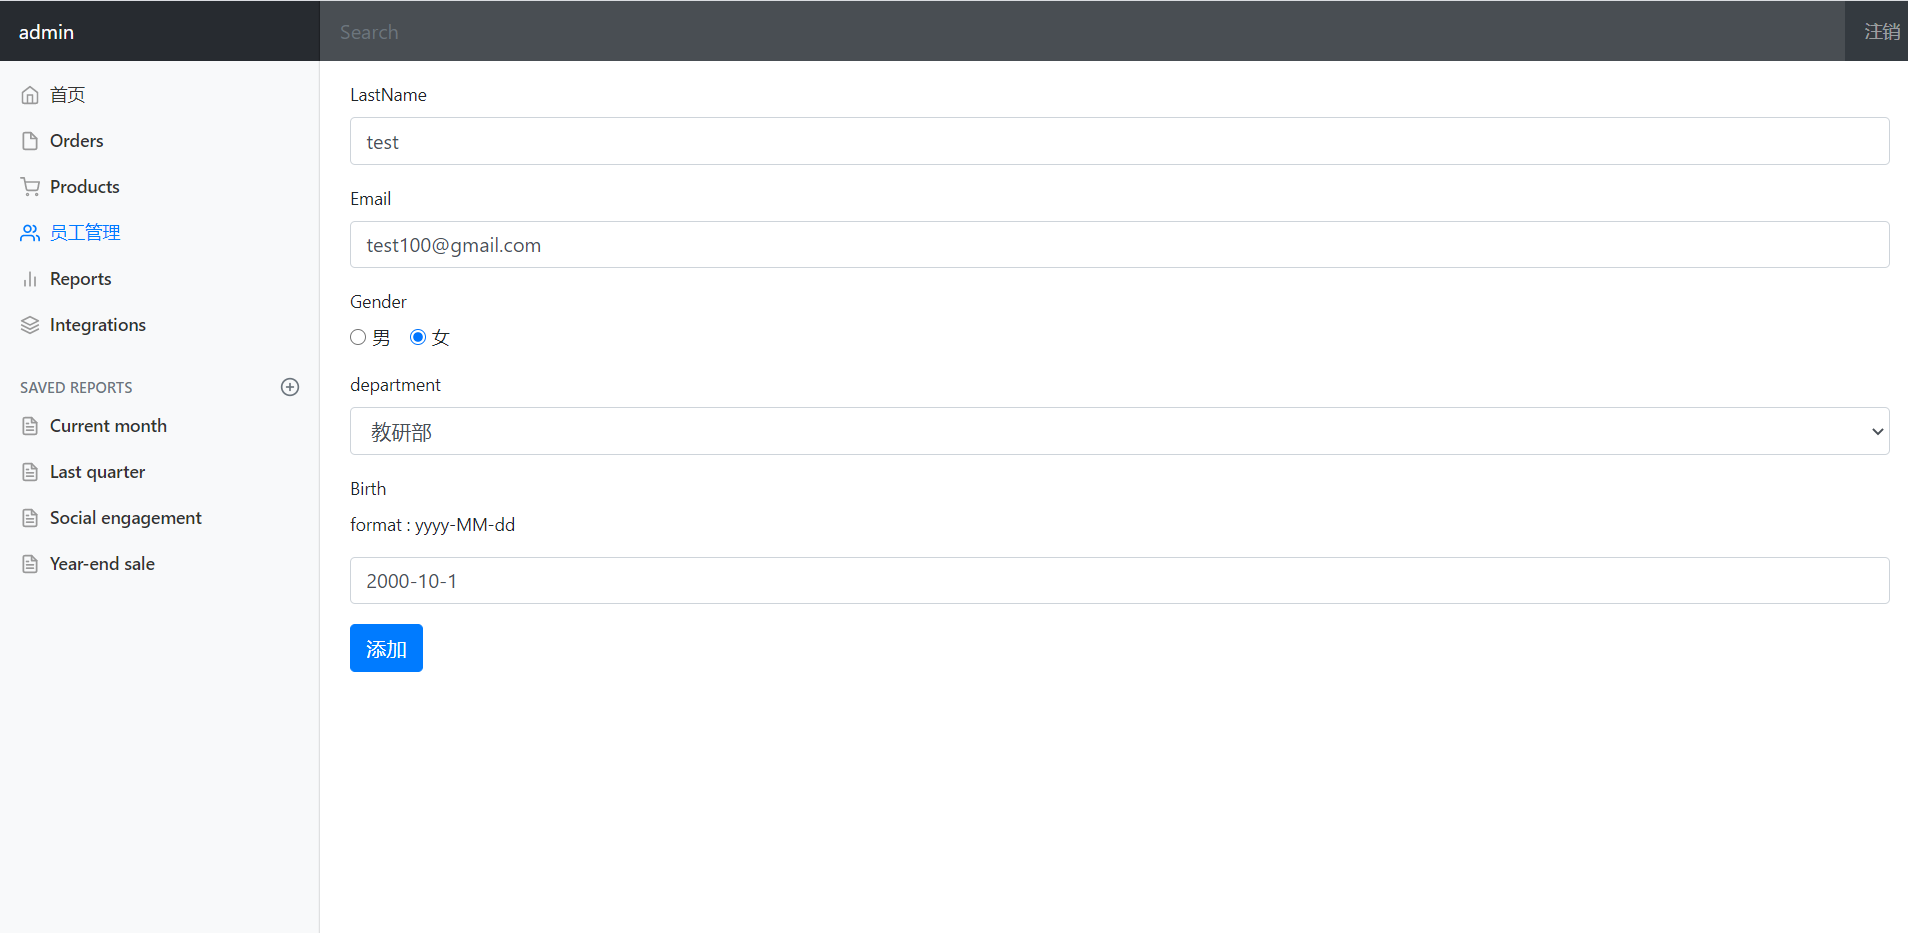 admin
Search
注销
首页
Orders
Products
员工管理
Reports
Integrations
SAVED REPORTS
Current month
Last quarter
Social engagement
Year-end sale
LastName
test
Email
test100@gmail.com
Gender
男 女
department
教研部
Birth
format : yyyy-MM-dd
2000-10-1
添加